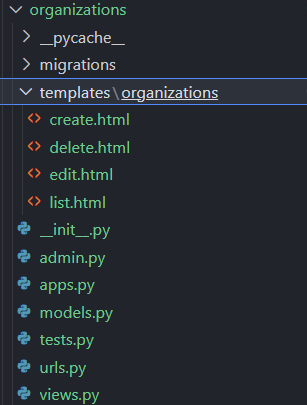 organizations
__pycache__
migrations
templates\organizations
create.html
delete.html
edit.html
list.html
__init__.py
admin.py
apps.py
models.py
tests.py
urls.py
views.py